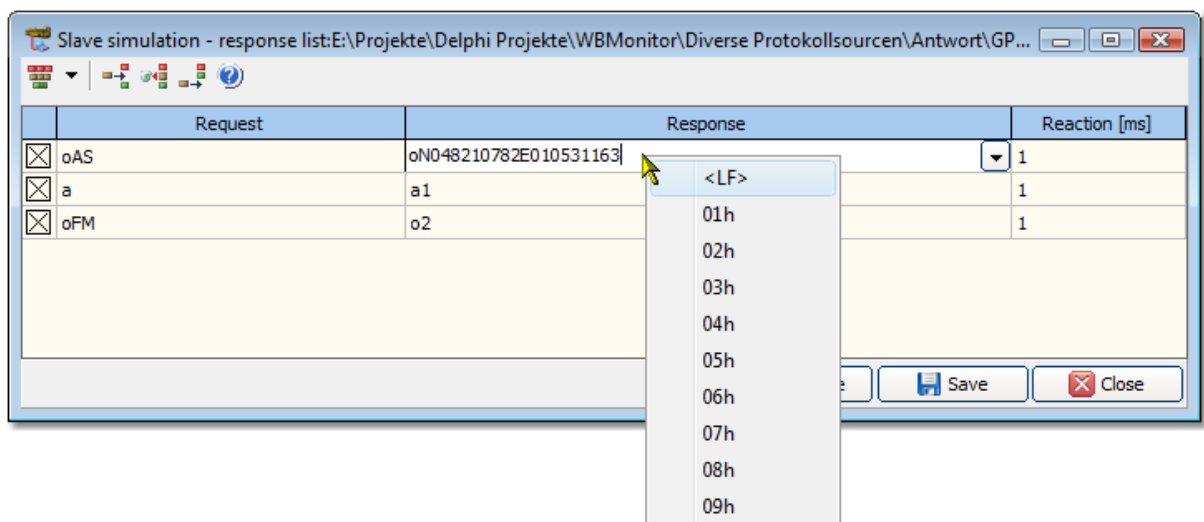 Slave simulation - response list:E:\Projekte\Delphi Projekte\WBMonitor\Diverse Protokollsourcen\Antwort\GP...
Request Response Reaction [ms]
oAS oN048210782E010531163 1
a a1 1
oFM o2 1
<LF>
01h
02h
03h
04h
05h
06h
07h
08h
09h
Save Close